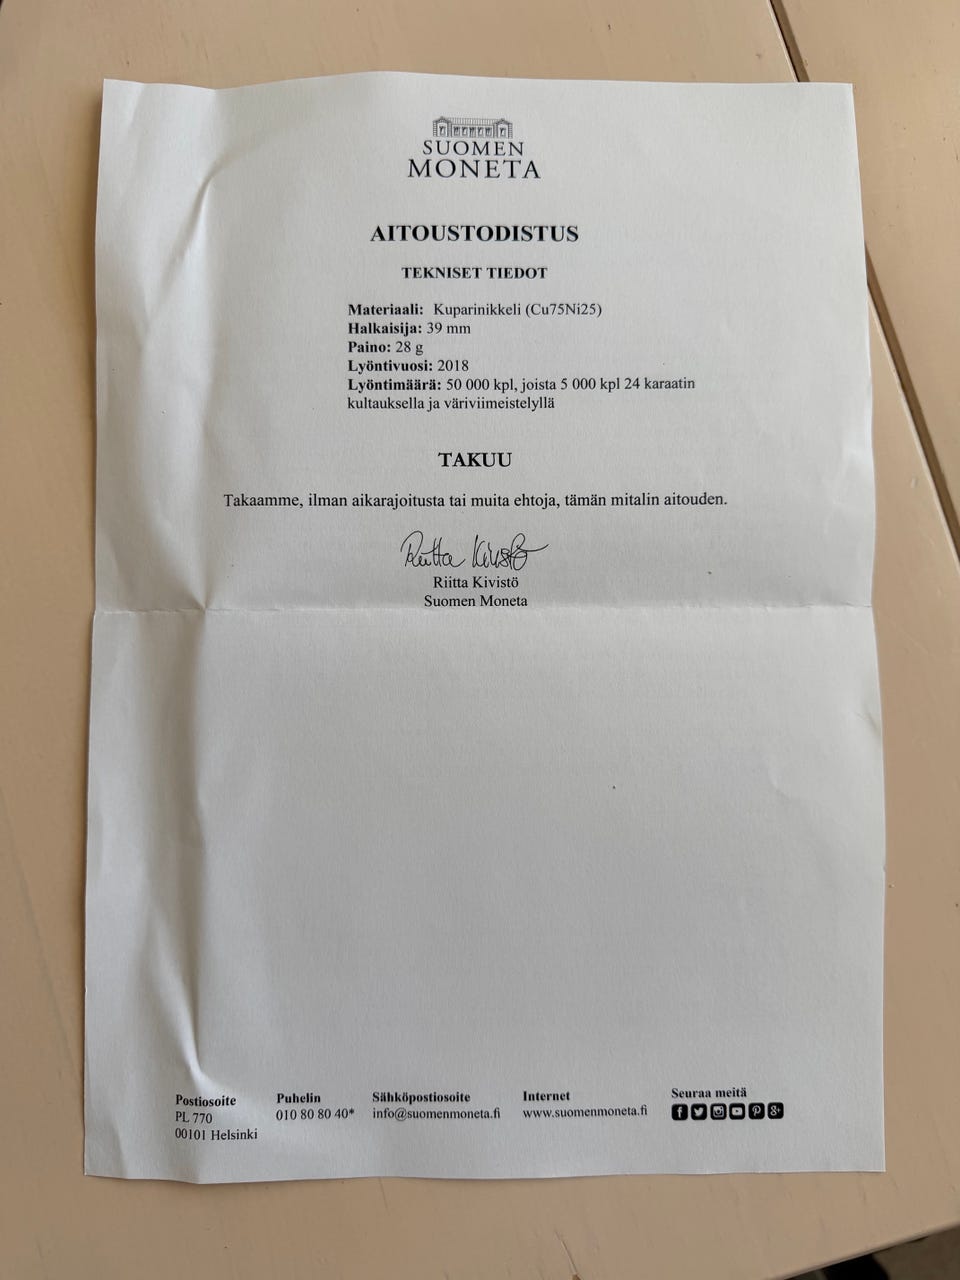 SUOMEN
MONETA
AITOUSTODISTUS
TEKNISET TIEDOT
Materiaali: Kuparinikkeli (Cu75Ni25)
Halkaisija: 39 mm
Paino: 28 g
Lyöntivuosi: 2018
Lyöntimäärä: 50 000 kpl, joista 5 000 kpl 24 karaatin
kultauksella ja väriviimeistelyllä
TAKUU
Takaamme, ilman aikarajoitusta tai muita ehtoja, tämän mitalin aitouden.
Riitta Kivistö
Riitta Kivistö
Suomen Moneta
Postiosoite
PL 770
00101 Helsinki
Puhelin
010 80 80 40*
Sähköpostiosoite
info@suomenmoneta.fi
Internet
www.suomenmoneta.fi
Seuraa meitä